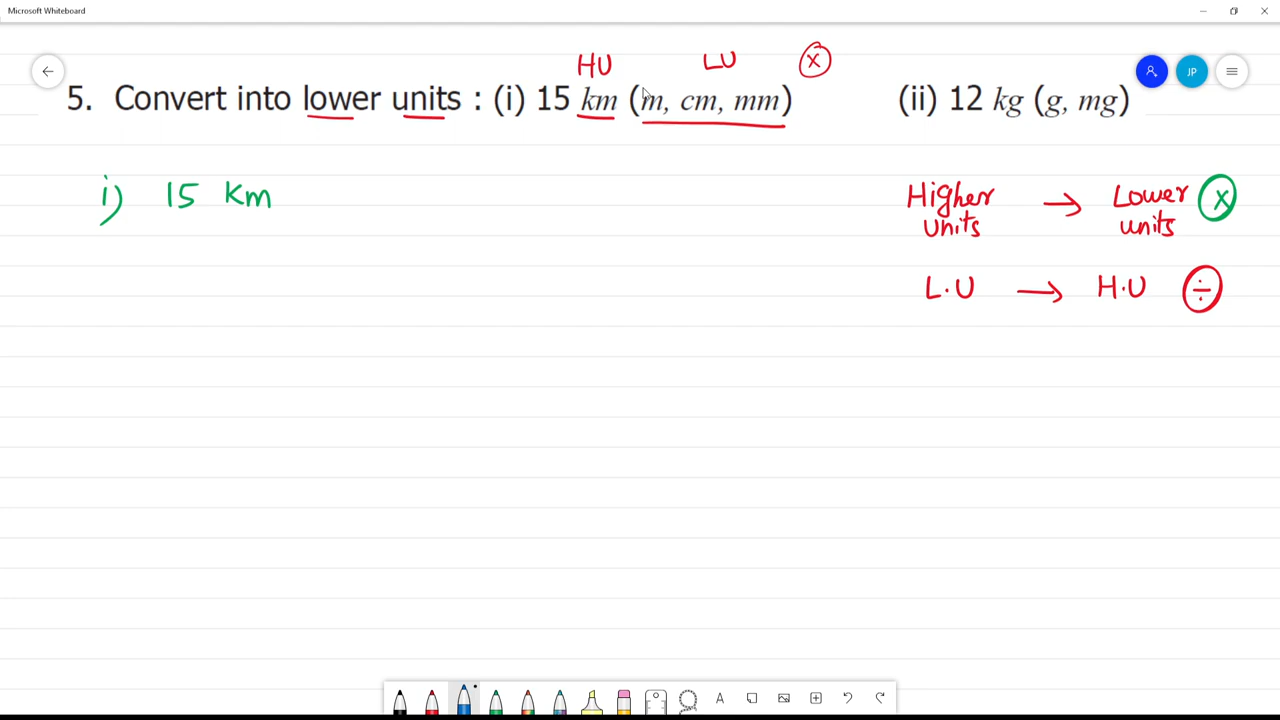 Microsoft Whiteboard
HU LU X
5. Convert into lower units : (i) 15 km (m, cm, mm) (ii) 12 kg (g, mg)
JP
i) 15 Km
Higher units → Lower units X
L.U → H.U ÷
A